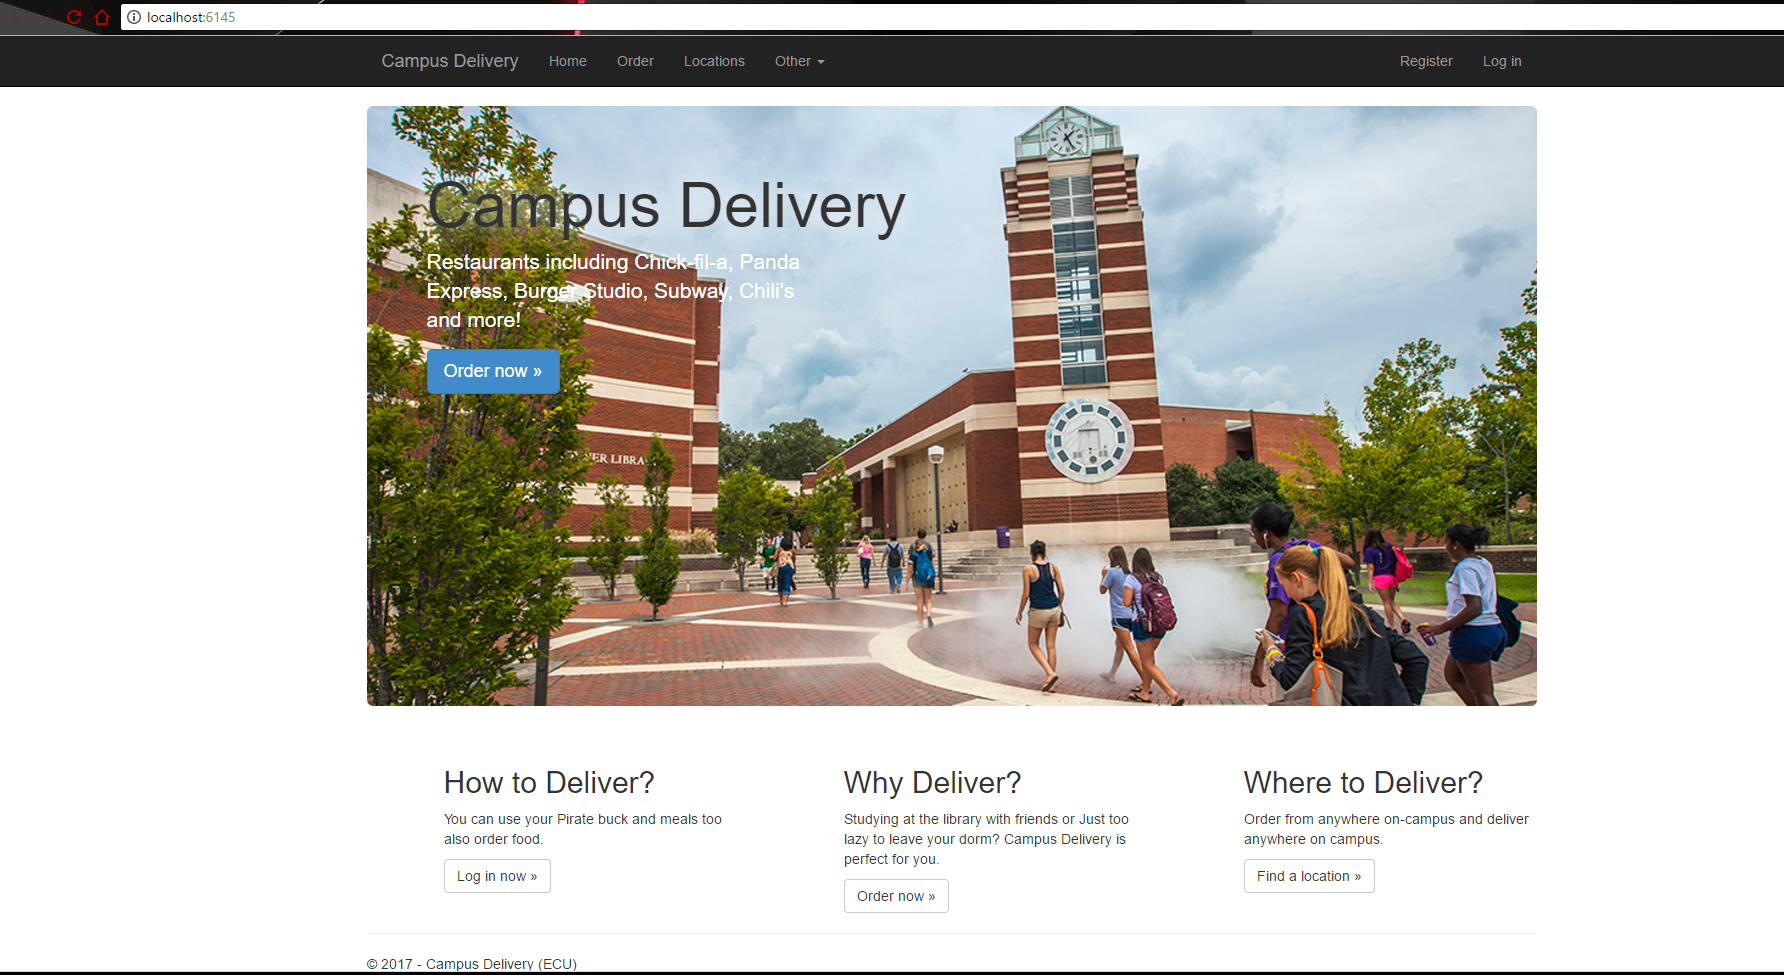 localhost:6145
Campus Delivery Home Order Locations Other Register Log in
Campus Delivery
Restaurants including Chick-fil-a, Panda
Express, Burger Studio, Subway, Chili's
and more!
Order now »
How to Deliver?
You can use your Pirate buck and meals too
also order food.
Log in now »
Why Deliver?
Studying at the library with friends or Just too
lazy to leave your dorm? Campus Delivery is
perfect for you.
Order now »
Where to Deliver?
Order from anywhere on-campus and deliver
anywhere on campus.
Find a location »
© 2017 - Campus Delivery (ECU)